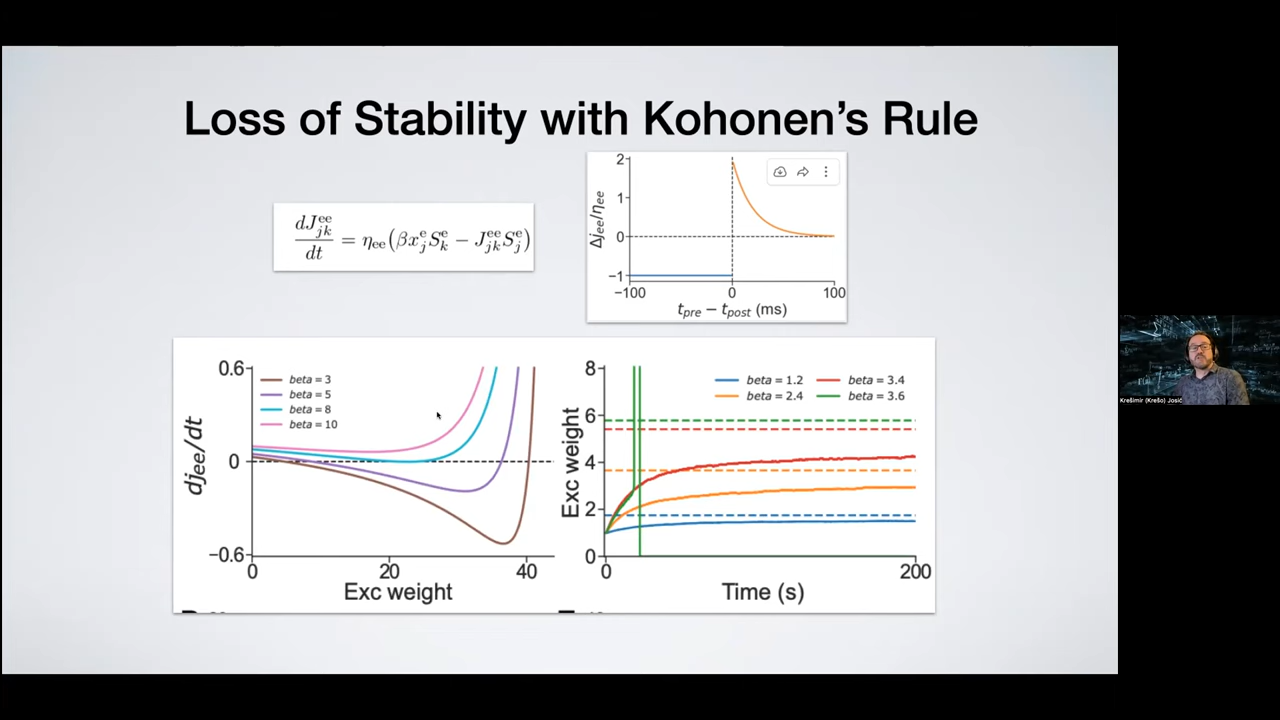 Loss of Stability with Kohonen's Rule
dJ^ee_jk / dt = η_ee(βx^e_j S^e_k − J^ee_jk S^e_j)
Δj_ee/η_ee
2
1
0
−1
−100
0
100
t_pre − t_post (ms)
0.6
0
−0.6
dj_ee/dt
beta = 3
beta = 5
beta = 8
beta = 10
0
20
40
Exc weight
8
6
4
2
0
Exc weight
beta = 1.2
beta = 2.4
beta = 3.4
beta = 3.6
0
200
Time (s)
Krešimir (Krešo) Josić